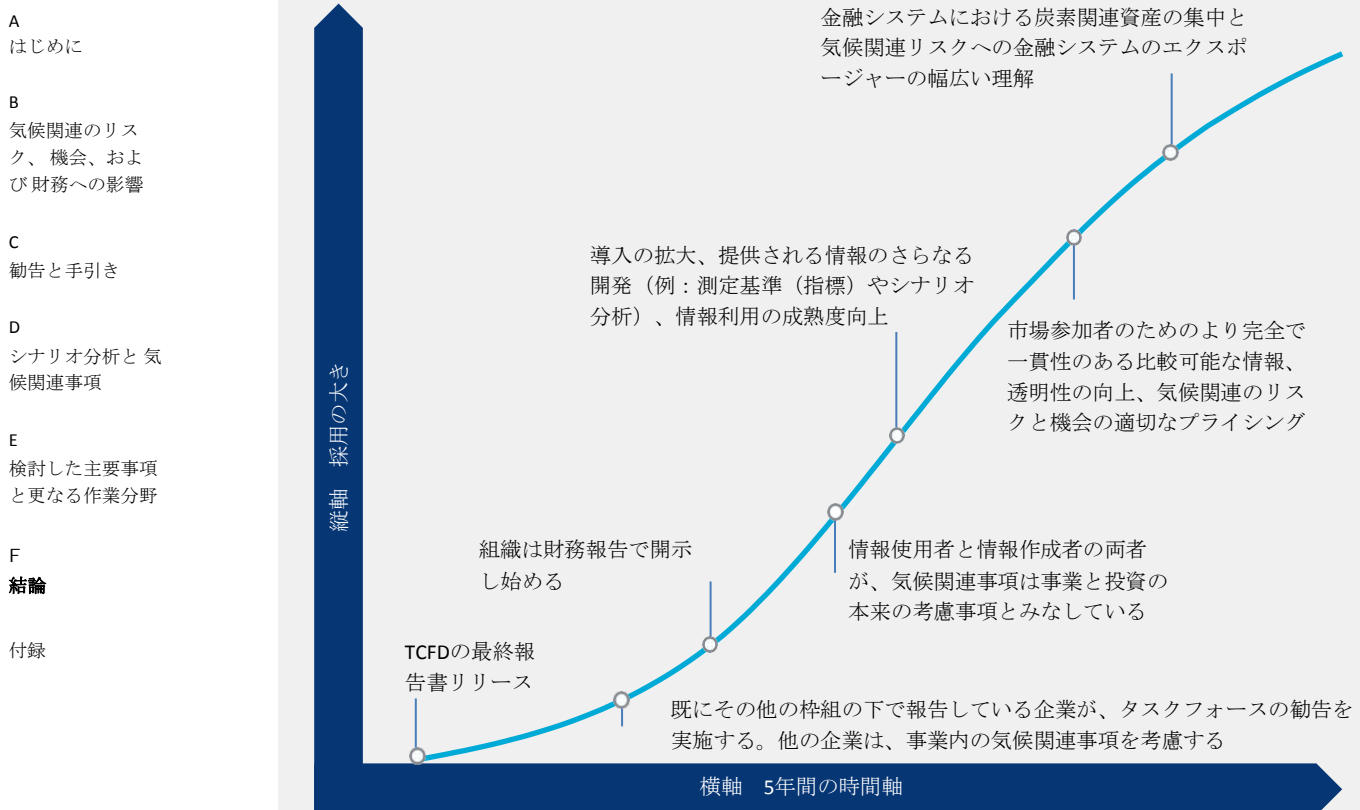 A
はじめに
B
気候関連のリス
ク、 機会、およ
び 財務への影響
C
勧告と手引き
D
シナリオ分析と 気
候関連事項
E
検討した主要事項
と更なる作業分野
F
結論
付録
縦軸　採用の大き
金融システムにおける炭素関連資産の集中と
気候関連リスクへの金融システムのエクスポ
ージャーの幅広い理解
導入の拡大、提供される情報のさらなる
開発（例：測定基準（指標）やシナリオ
分析）、情報利用の成熟度向上
市場参加者のためのより完全で
一貫性のある比較可能な情報、
透明性の向上、気候関連のリス
クと機会の適切なプライシング
組織は財務報告で開示
し始める
情報使用者と情報作成者の両者
が、気候関連事項は事業と投資の
本来の考慮事項とみなしている
TCFDの最終報
告書リリース
既にその他の枠組の下で報告している企業が、タスクフォースの勧告を
実施する。他の企業は、事業内の気候関連事項を考慮する
横軸　5年間の時間軸